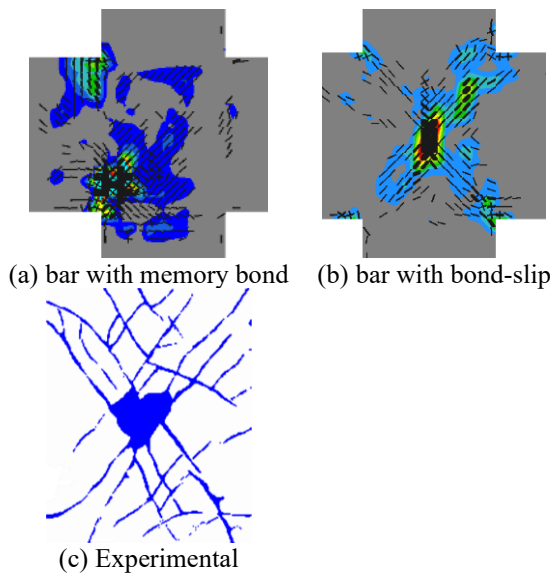 (a) bar with memory bond
(b) bar with bond-slip
(c) Experimental